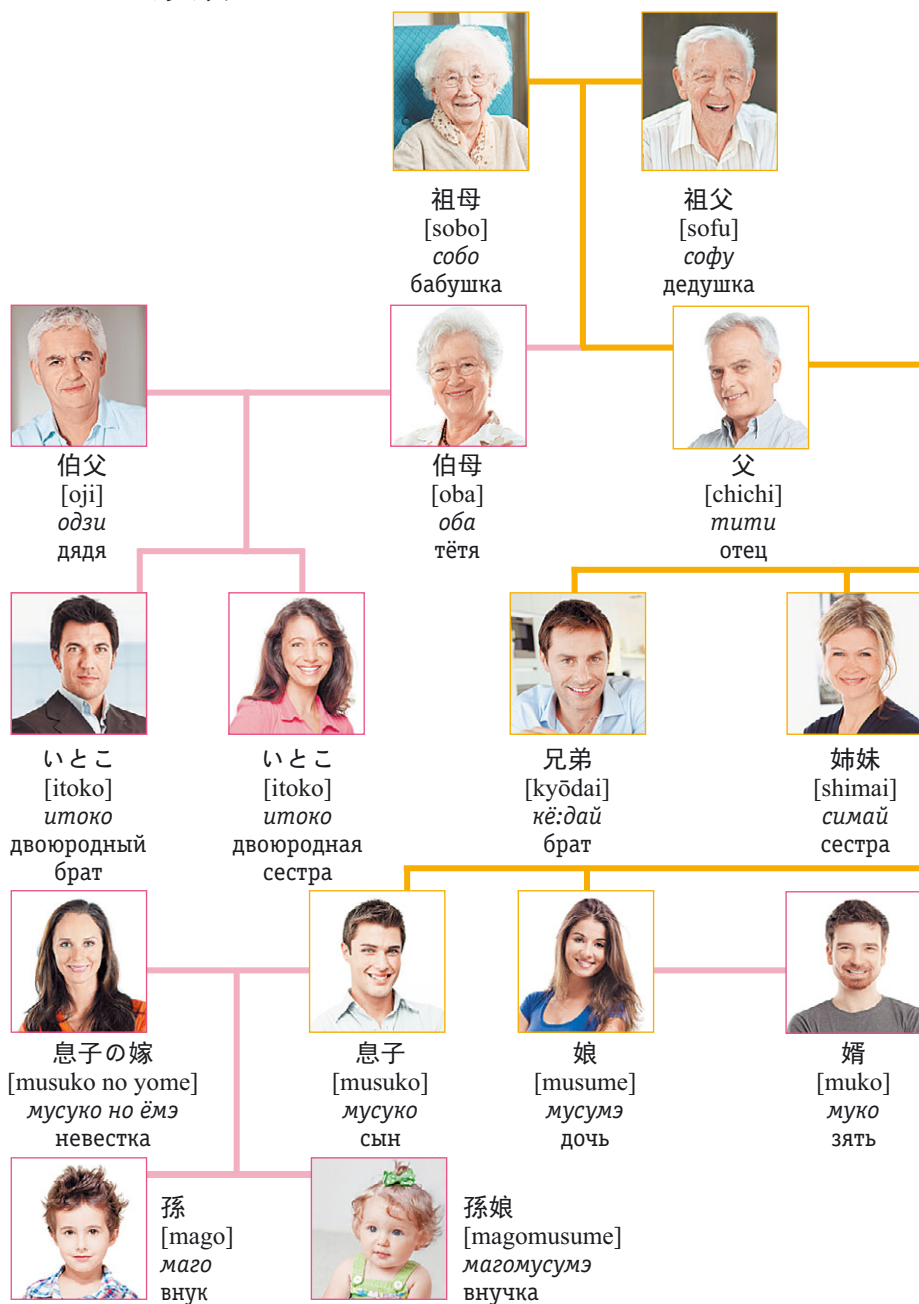 祖母
[sobo]
собо
бабушка
祖父
[sofu]
софу
дедушка
伯父
[oji]
одзи
дядя
伯母
[oba]
оба
тётя
父
[chichi]
тити
отец
いとこ
[itoko]
итоко
двоюродный
брат
いとこ
[itoko]
итоко
двоюродная
сестра
兄弟
[kyōdai]
кё:дай
брат
姉妹
[shimai]
симай
сестра
息子の嫁
[musuko no yome]
мусуко но ёмэ
невестка
息子
[musuko]
мусуко
сын
娘
[musume]
мусумэ
дочь
婿
[muko]
муко
зять
孫
[mago]
маго
внук
孫娘
[magomusume]
магомусумэ
внучка